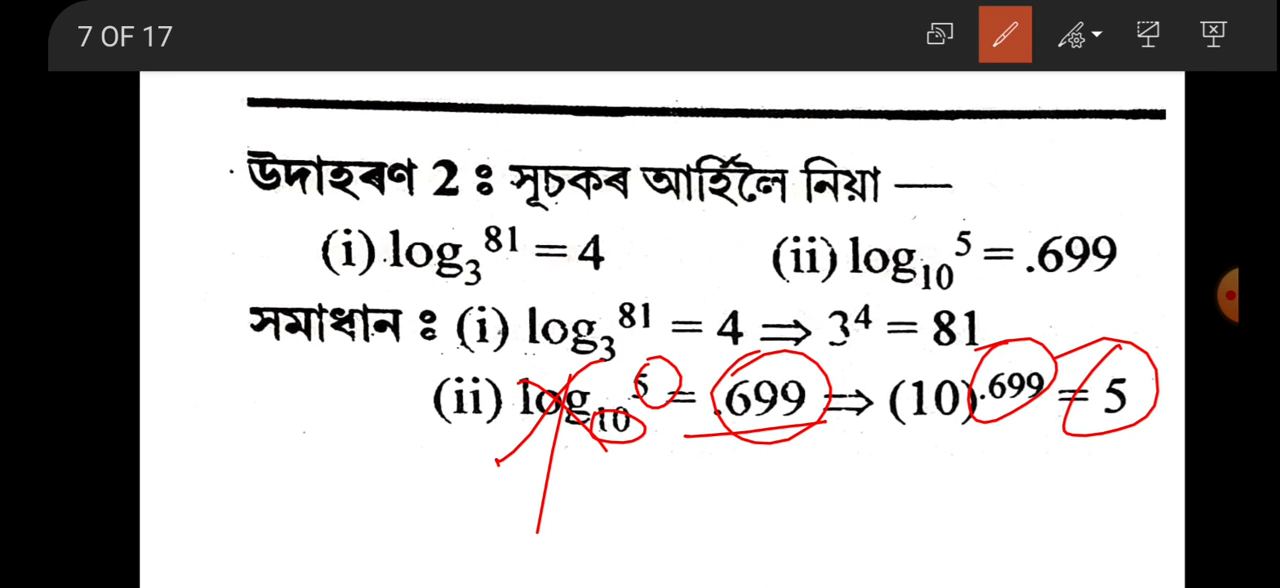 7 OF 17
উদাহৰণ 2 : সূচকৰ আৰ্হিলৈ নিয়া —
(i) log₃⁸¹ = 4 (ii) log₁₀⁵ = .699
সমাধান : (i) log₃⁸¹ = 4 ⇒ 3⁴ = 81
(ii) log₁₀⁵ = .699 ⇒ (10)^.699 = 5